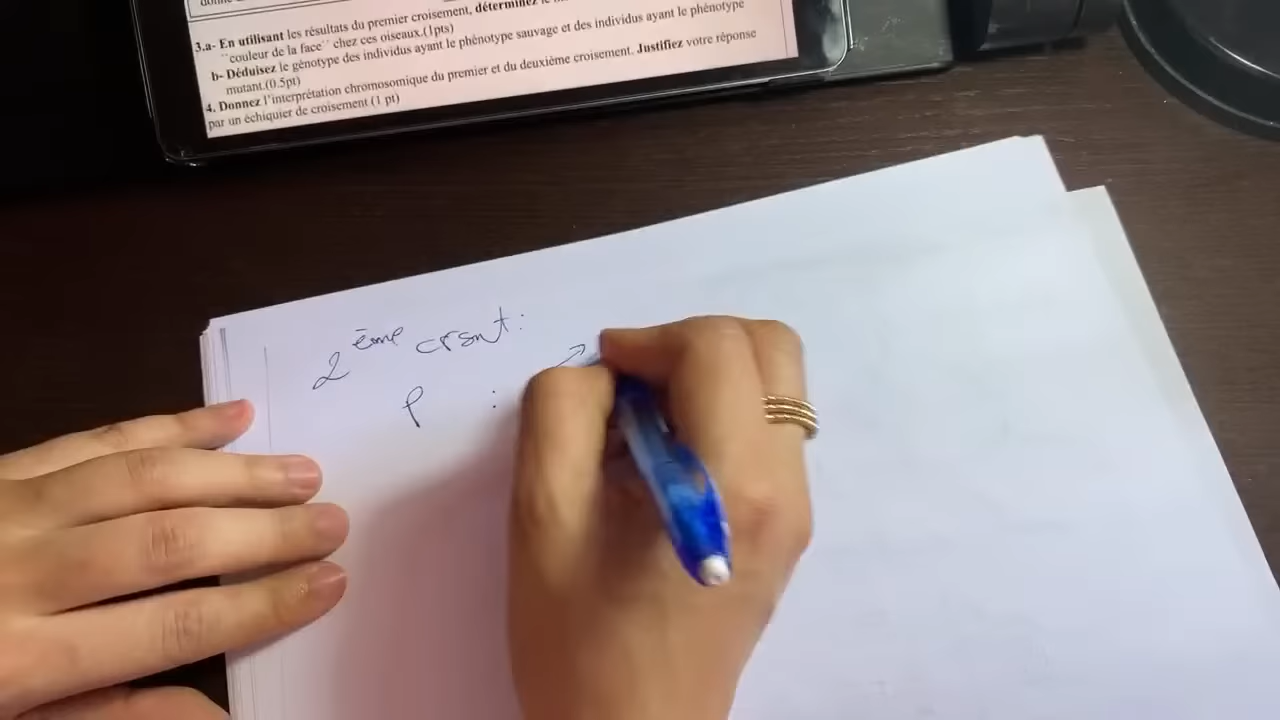 3.a- En utilisant les résultats du premier croisement, déterminez le
``couleur de la face´´ chez ces oiseaux.(1pts)
b- Déduisez le génotype des individus ayant le phénotype sauvage et des individus ayant le phénotype
mutant.(0.5pt)
4. Donnez l'interprétation chromosomique du premier et du deuxième croisement. Justifiez votre réponse
par un échiquier de croisement (1 pt)
2ème crsnt:
P :